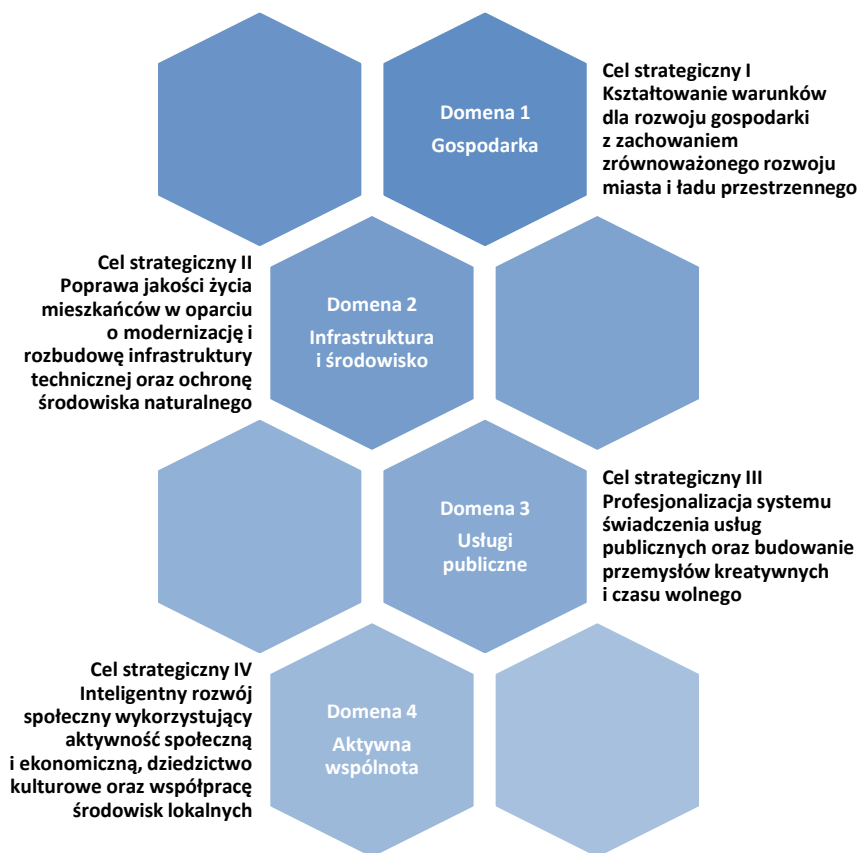 Domena 1
Gospodarka
Cel strategiczny I
Kształtowanie warunków
dla rozwoju gospodarki
z zachowaniem
zrównoważonego rozwoju
miasta i ładu przestrzennego
Cel strategiczny II
Poprawa jakości życia
mieszkańców w oparciu
o modernizację i
rozbudowę infrastruktury
technicznej oraz ochronę
środowiska naturalnego
Domena 2
Infrastruktura
i środowisko
Domena 3
Usługi
publiczne
Cel strategiczny III
Profesjonalizacja systemu
świadczenia usług
publicznych oraz budowanie
przemysłów kreatywnych
i czasu wolnego
Cel strategiczny IV
Inteligentny rozwój
społeczny wykorzystujący
aktywność społeczną
i ekonomiczną, dziedzictwo
kulturowe oraz współpracę
środowisk lokalnych
Domena 4
Aktywna
wspólnota